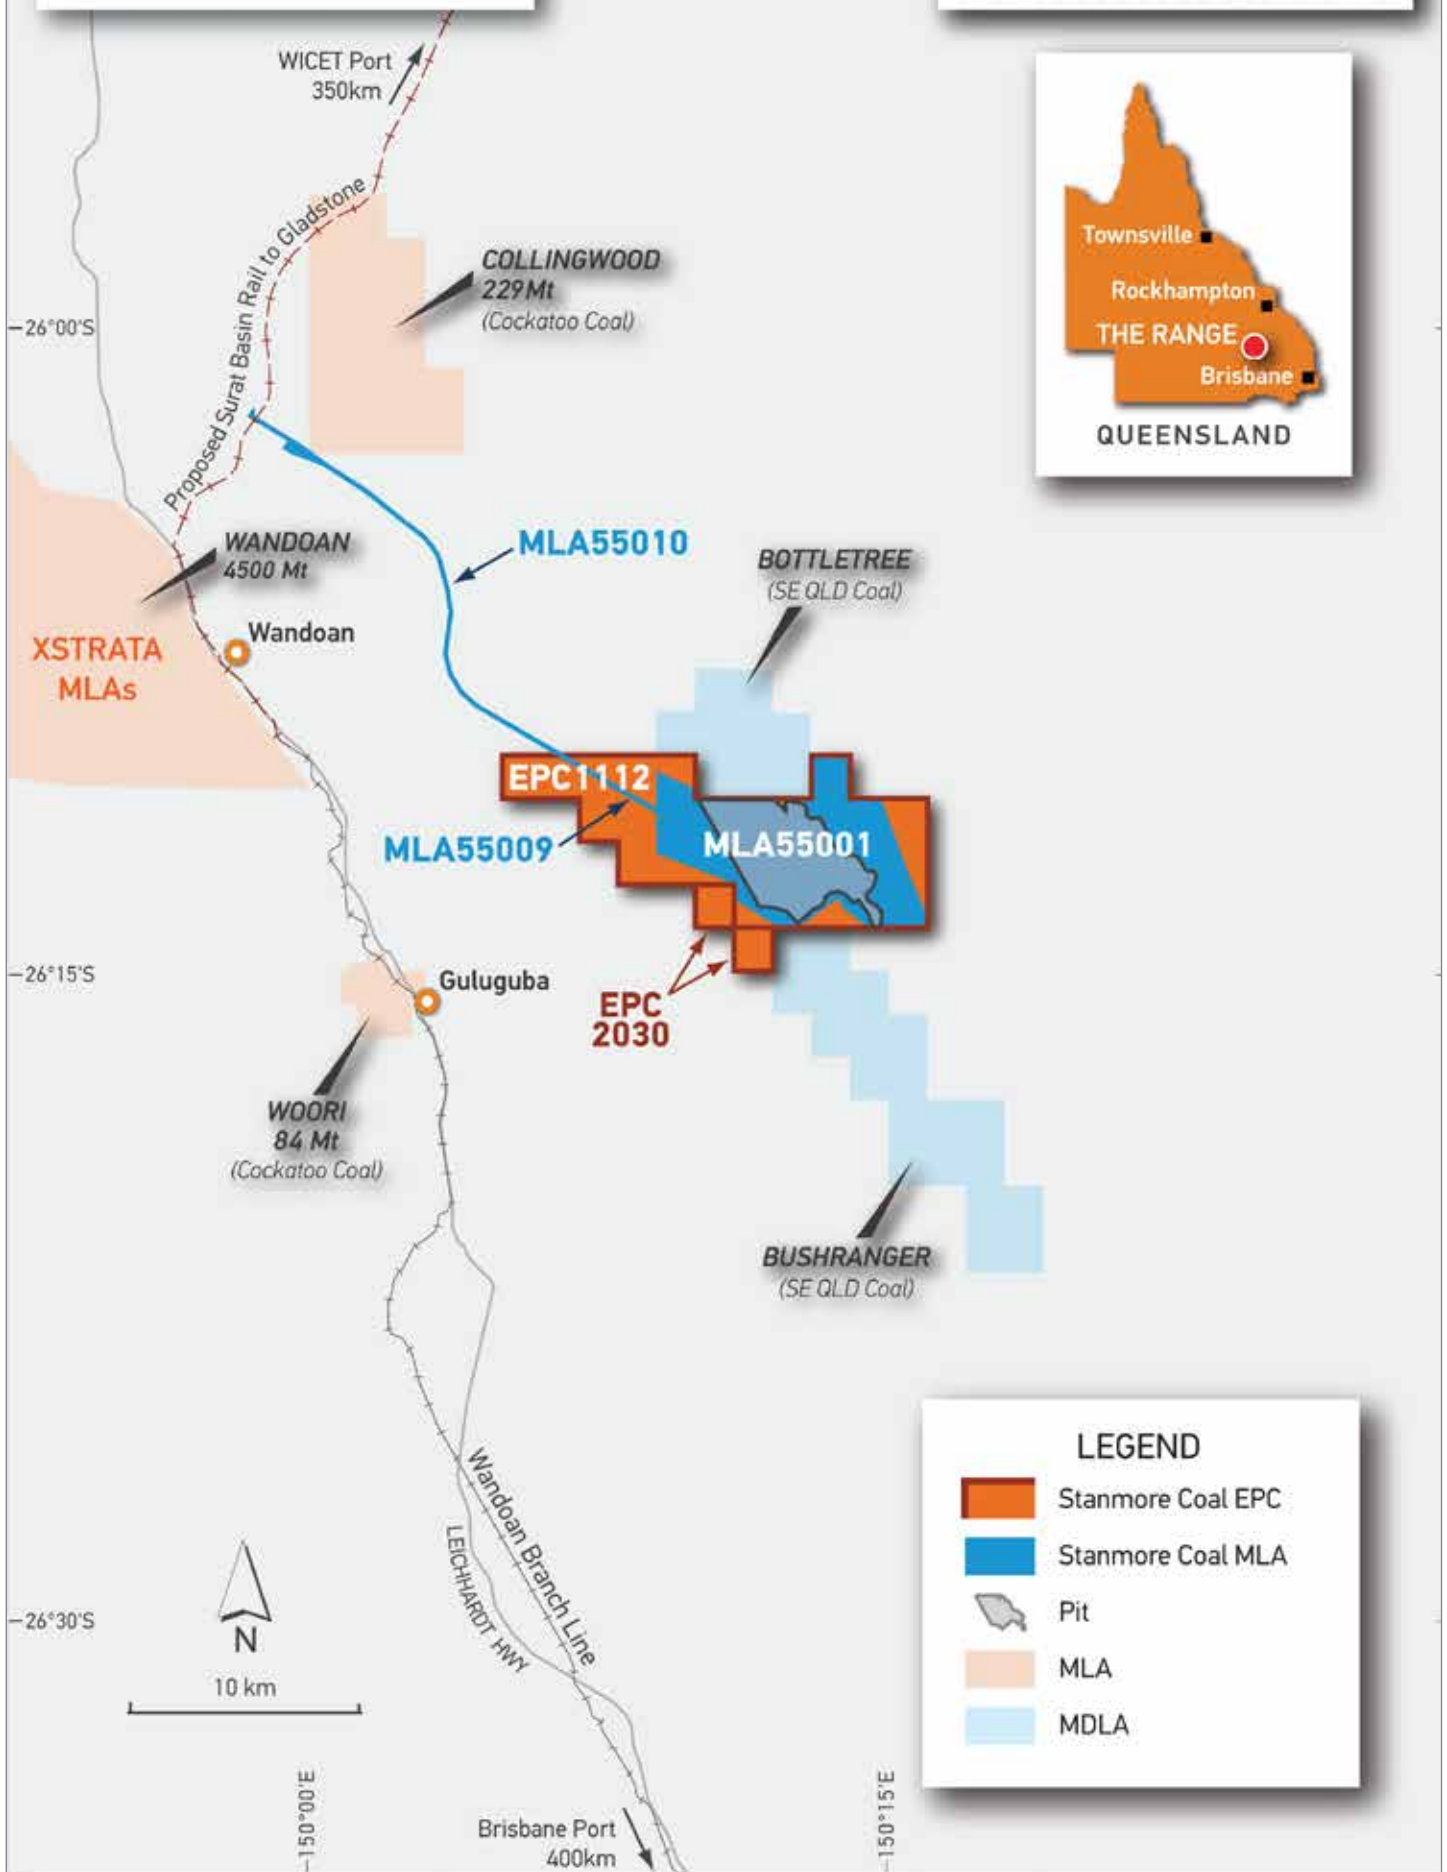 WICET Port
350km
Proposed Surat Basin Rail to Gladstone
COLLINGWOOD
229Mt
(Cockatoo Coal)
26°00'S
Townsville
Rockhampton
THE RANGE
Brisbane
QUEENSLAND
WANDOAN
4500 Mt
MLA55010
BOTTLETREE
(SE QLD Coal)
Wandoan
XSTRATA
MLAs
EPC1112
MLA55009
MLA55001
26°15'S
Guluguba
EPC
2030
WOORI
84 Mt
(Cockatoo Coal)
BUSHRANGER
(SE QLD Coal)
LEGEND
Stanmore Coal EPC
Stanmore Coal MLA
Pit
MLA
MDLA
Wandoan Branch Line
LEICHHARDT HWY
26°30'S
N
10 km
150°00'E
150°15'E
Brisbane Port
400km